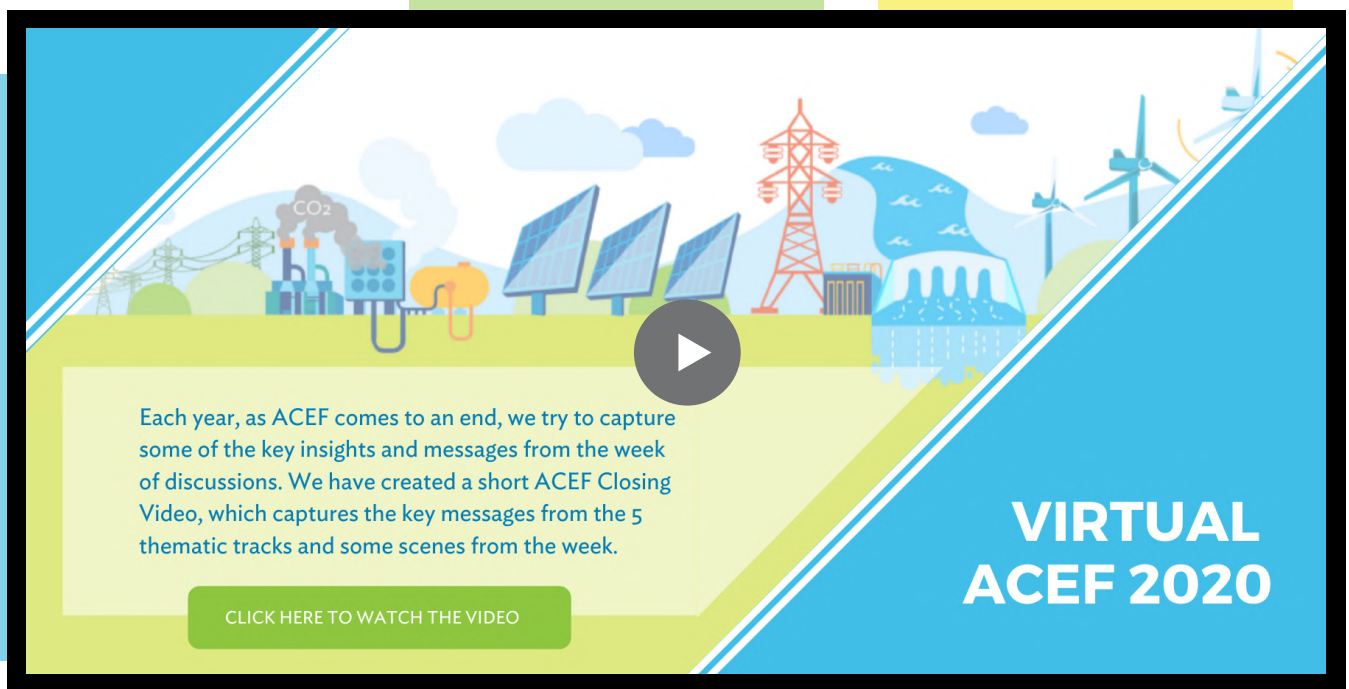 CO2
Each year, as ACEF comes to an end, we try to capture
some of the key insights and messages from the week
of discussions. We have created a short ACEF Closing
Video, which captures the key messages from the 5
thematic tracks and some scenes from the week.
CLICK HERE TO WATCH THE VIDEO
VIRTUAL
ACEF 2020